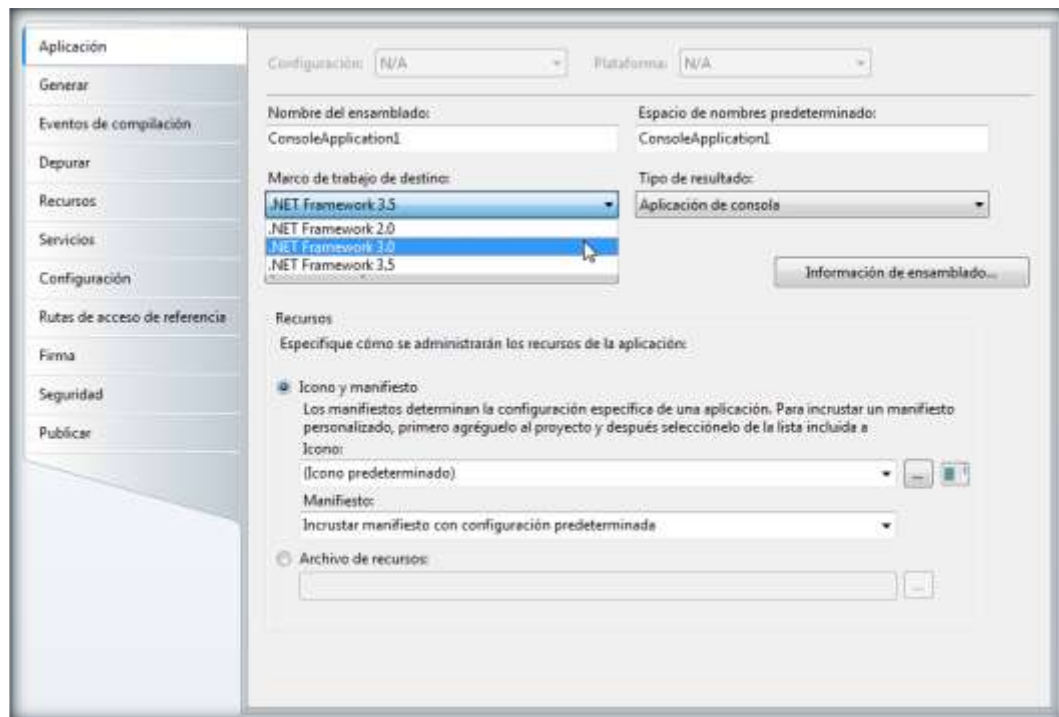 Aplicación
Generar
Eventos de compilación
Depurar
Recursos
Servicios
Configuración
Rutas de acceso de referencia
Firma
Seguridad
Publicar
Configuración: N/A Plataforma: N/A
Nombre del ensamblado: Espacio de nombres predeterminado:
ConsoleApplication1 ConsoleApplication1
Marco de trabajo de destino: Tipo de resultado:
.NET Framework 3.5 Aplicación de consola
.NET Framework 2.0
.NET Framework 3.0
.NET Framework 3.5
Información de ensamblado...
Recursos
Especifique cómo se administrarán los recursos de la aplicación:
Icono y manifiesto
Los manifiestos determinan la configuración específica de una aplicación. Para incrustar un manifiesto
personalizado, primero agréguelo al proyecto y después selecciónelo de la lista incluida a
Icono:
(Icono predeterminado) ...
Manifiesto:
Incrustar manifiesto con configuración predeterminada
Archivo de recursos:
...